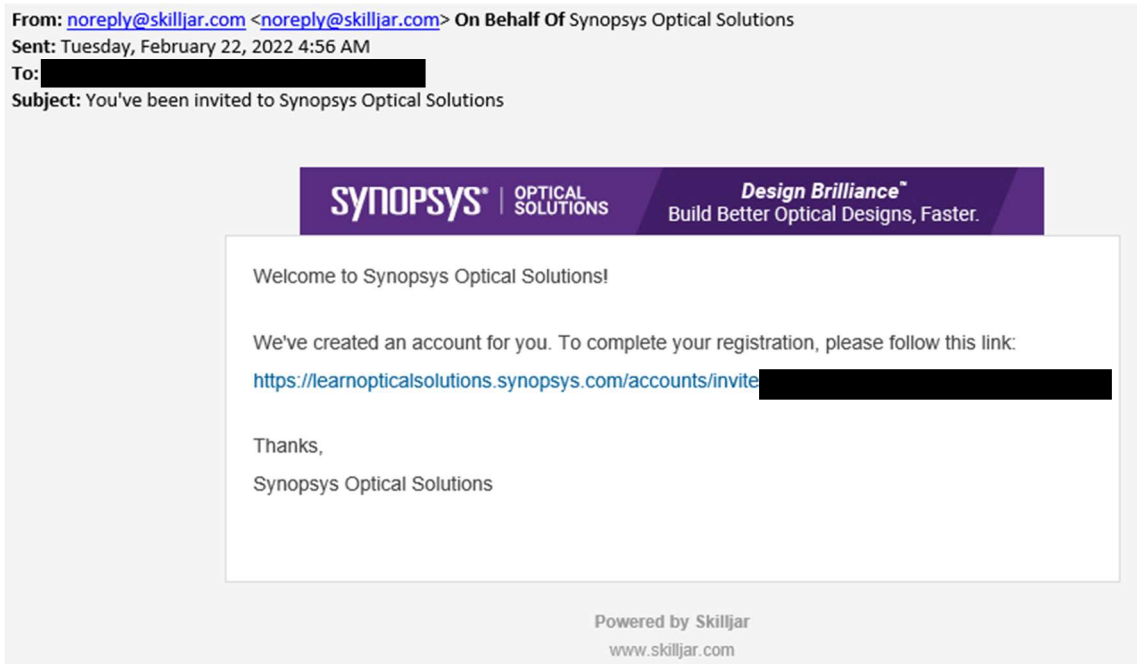 From: noreply@skilljar.com <noreply@skilljar.com> On Behalf Of Synopsys Optical Solutions
Sent: Tuesday, February 22, 2022 4:56 AM
To:
Subject: You've been invited to Synopsys Optical Solutions
SYNOPSYS® | OPTICAL SOLUTIONS
Design Brilliance™
Build Better Optical Designs, Faster.
Welcome to Synopsys Optical Solutions!
We've created an account for you. To complete your registration, please follow this link:
https://learnopticalsolutions.synopsys.com/accounts/invite
Thanks,
Synopsys Optical Solutions
Powered by Skilljar
www.skilljar.com